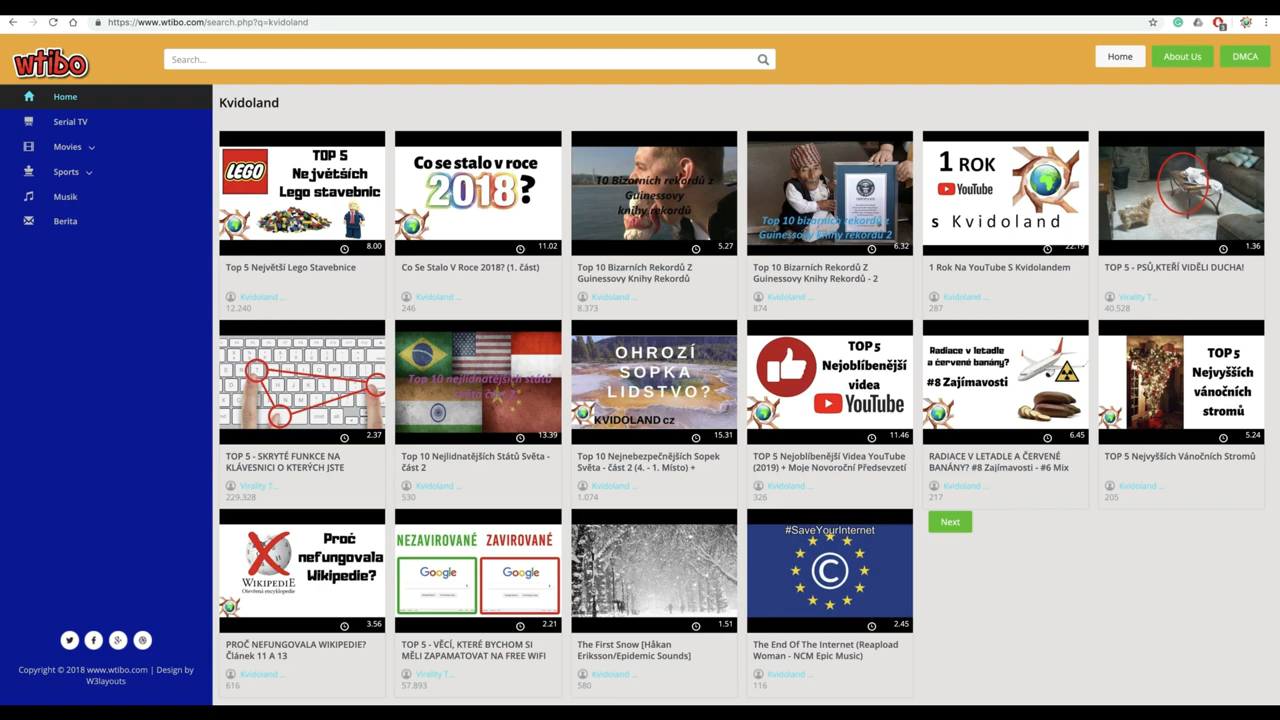 https://www.wtibo.com/search.php?q=kvidoland
3
wtibo
Search...
Home
About Us
DMCA
Home
Serial TV
Movies
Sports
Musik
Berita
Kvidoland
LEGO
TOP 5
Největších
Lego stavebnic
8.00
Top 5 Největší Lego Stavebnice
Kvidoland ...
12.240
Co se stalo v roce
2018?
11.02
Co Se Stalo V Roce 2018? (1. část)
Kvidoland ...
246
10 Bizarních rekordů z
Guinessovy
knihy rekordů
5.27
Top 10 Bizarních Rekordů Z
Guinessovy Knihy Rekordů
Kvidoland ...
8.373
Top 10 bizarních rekordů z
Guinessovy Knihy rekordů 2
6.32
Top 10 Bizarních Rekordů Z
Guinessovy Knihy Rekordů - 2
Kvidoland ...
874
1 ROK
YouTube
s Kvidoland
22.19
1 Rok Na YouTube S Kvidolandem
Kvidoland ...
287
1.36
TOP 5 - PSŮ,KTEŘÍ VIDĚLI DUCHA!
Virality T...
40.528
2.37
TOP 5 - SKRYTÉ FUNKCE NA
KLÁVESNICI O KTERÝCH JSTE
Virality T...
229.328
Top 10 nejlidnatějších států
světa část 2
13.39
Top 10 Nejlidnatějších Států Světa -
část 2
Kvidoland ...
530
OHROZÍ
SOPKA
LIDSTVO?
KVIDOLAND cz
15.31
Top 10 Nejnebezpečnějších Sopek
Světa - část 2 (4. - 1. Místo) +
Kvidoland ...
1.074
TOP 5
Nejoblíbenější
videa
YouTube
11.46
TOP 5 Nejoblíbenější Videa YouTube
(2019) + Moje Novoroční Předsevzetí
Kvidoland ...
326
Radiace v letadle
a červené banány?
#8 Zajímavosti
6.45
RADIACE V LETADLE A ČERVENÉ
BANÁNY? #8 Zajímavosti - #6 Mix
Kvidoland ...
217
TOP 5
Nejvyšších
vánočních
stromů
5.24
TOP 5 Nejvyšších Vánočních Stromů
Kvidoland ...
205
WIKIPEDIE
Otevřená encyklopedie
Proč
nefungovala
Wikipedie?
3.56
PROČ NEFUNGOVALA WIKIPEDIE?
Článek 11 A 13
Kvidoland ...
616
NEZAVIROVANÉ
ZAVIROVANÉ
Google
Google
2.21
TOP 5 - VĚCÍ, KTERÉ BYCHOM SI
MĚLI ZAPAMATOVAT NA FREE WIFI
Virality T...
57.893
1.51
The First Snow [Håkan
Eriksson/Epidemic Sounds]
Kvidoland ...
580
#SaveYourInternet
©
2.45
The End Of The Internet (Reapload
Woman - NCM Epic Music)
Kvidoland ...
116
Next
Copyright © 2018 www.wtibo.com | Design by
W3layouts